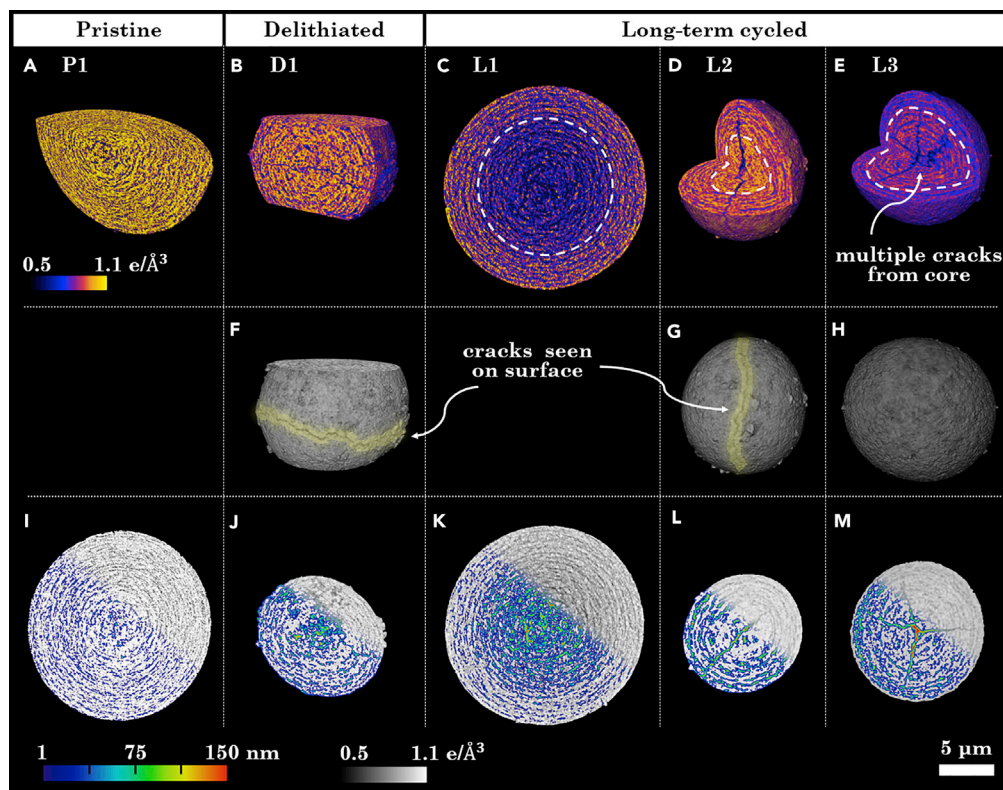 Pristine
Delithiated
Long-term cycled
A P1
B D1
C L1
D L2
E L3
0.5 1.1 e/Å³
multiple cracks
from core
F
G
H
cracks seen
on surface
I
J
K
L
M
1 75 150 nm
0.5 1.1 e/Å³
5 µm